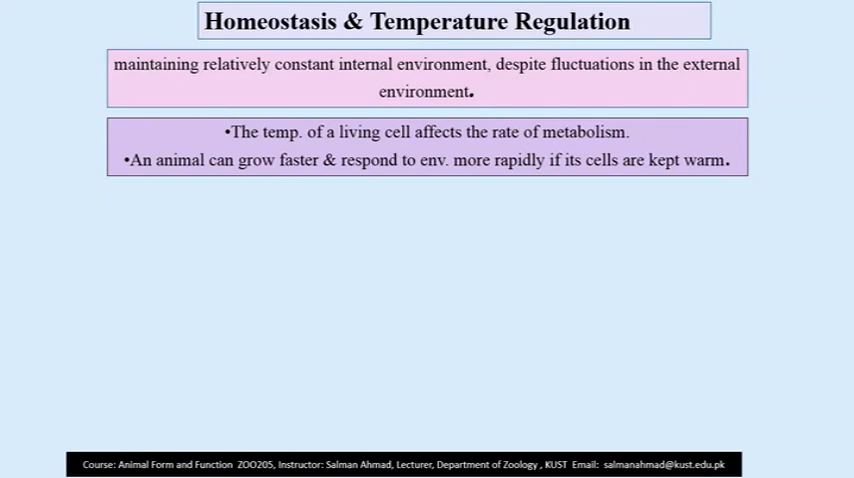 Homeostasis & Temperature Regulation
maintaining relatively constant internal environment, despite fluctuations in the external
environment.
•The temp. of a living cell affects the rate of metabolism.
•An animal can grow faster & respond to env. more rapidly if its cells are kept warm.
Course: Animal Form and Function ZOO205, Instructor: Salman Ahmad, Lecturer, Department of Zoology , KUST Email: salmanahmad@kust.edu.pk